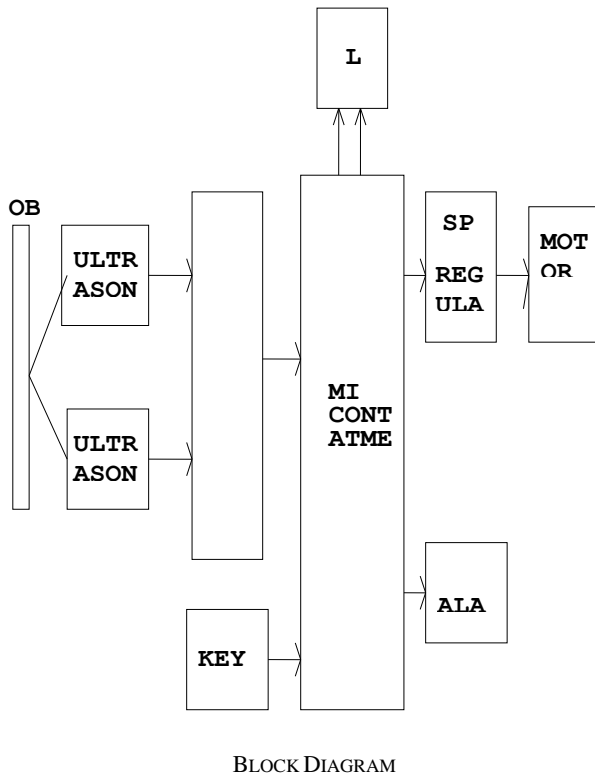 L
OB
ULTR
ASON
SP
REG
ULA
MOT
OR
ULTR
ASON
MI
CONT
ATME
ALA
KEY
BLOCK DIAGRAM